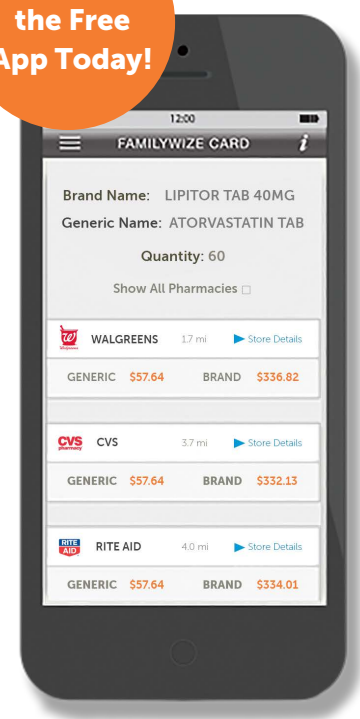 the Free
App Today!
12:00
FAMILYWIZE CARD i
Brand Name: LIPITOR TAB 40MG
Generic Name: ATORVASTATIN TAB
Quantity: 60
Show All Pharmacies
WALGREENS 1.7 mi Store Details
GENERIC $57.64 BRAND $336.82
CVS pharmacy CVS 3.7 mi Store Details
GENERIC $57.64 BRAND $332.13
RITE AID RITE AID 4.0 mi Store Details
GENERIC $57.64 BRAND $334.01